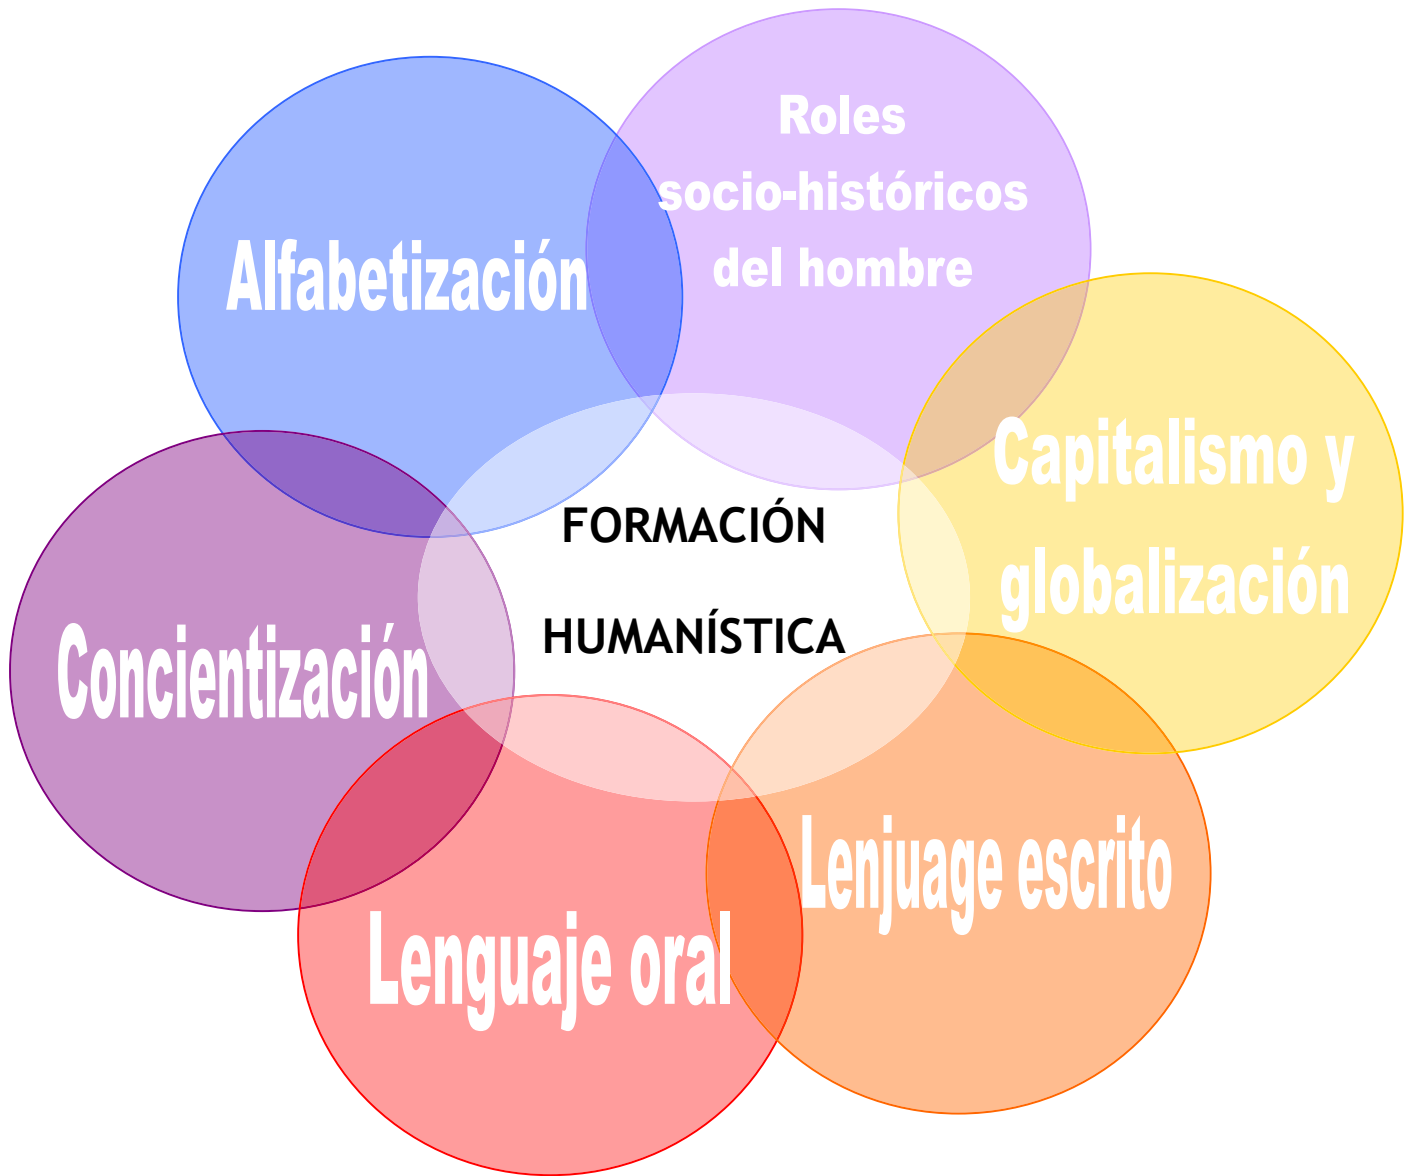 Roles
socio-históricos
del hombre
Alfabetización
Capitalismo y
globalización
FORMACIÓN
HUMANÍSTICA
Concientización
Lenjuage escrito
Lenguaje oral